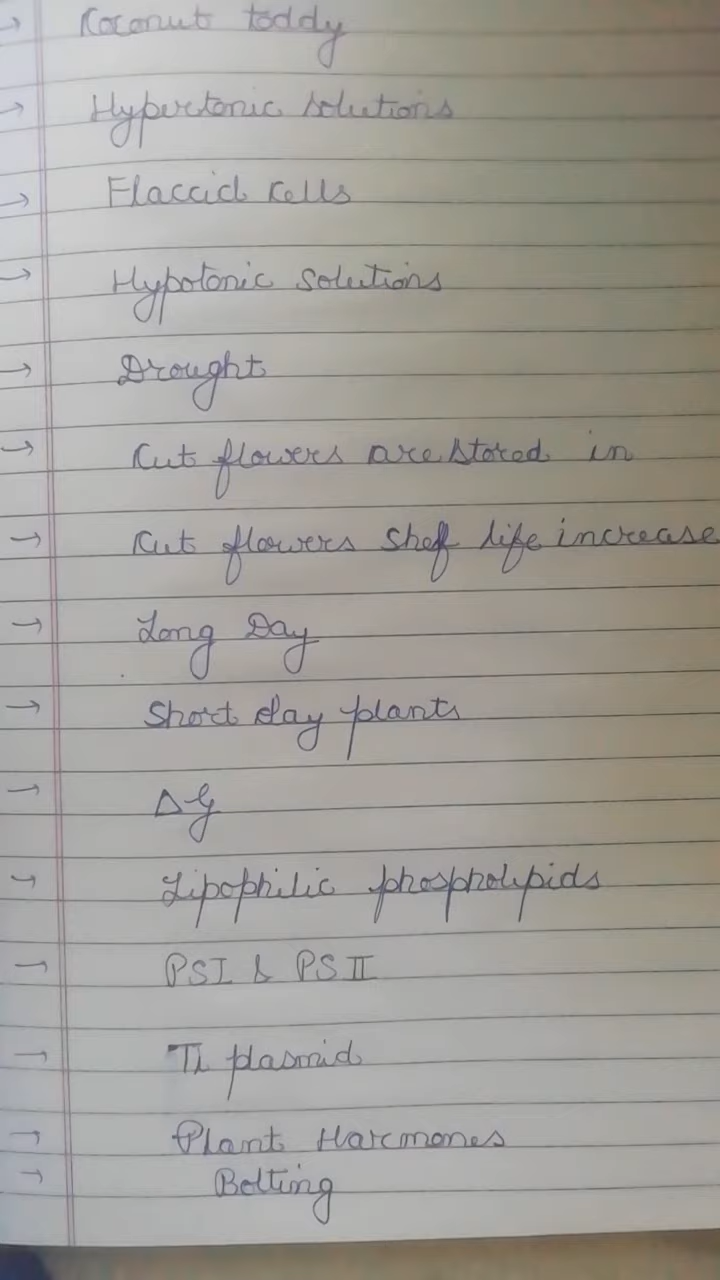 → Coconut toddy
→ Hypertonic solutions
→ Flaccid cells
→ Hypotonic solutions
→ Drought
→ Cut flowers are stored in
→ Cut flowers shelf life increase
→ Long Day
→ Short day plants
→ ΔG
→ Lipophilic phospholipids
→ PSI & PSII
→ Ti plasmid
→ Plant Harmones
→ Bolting